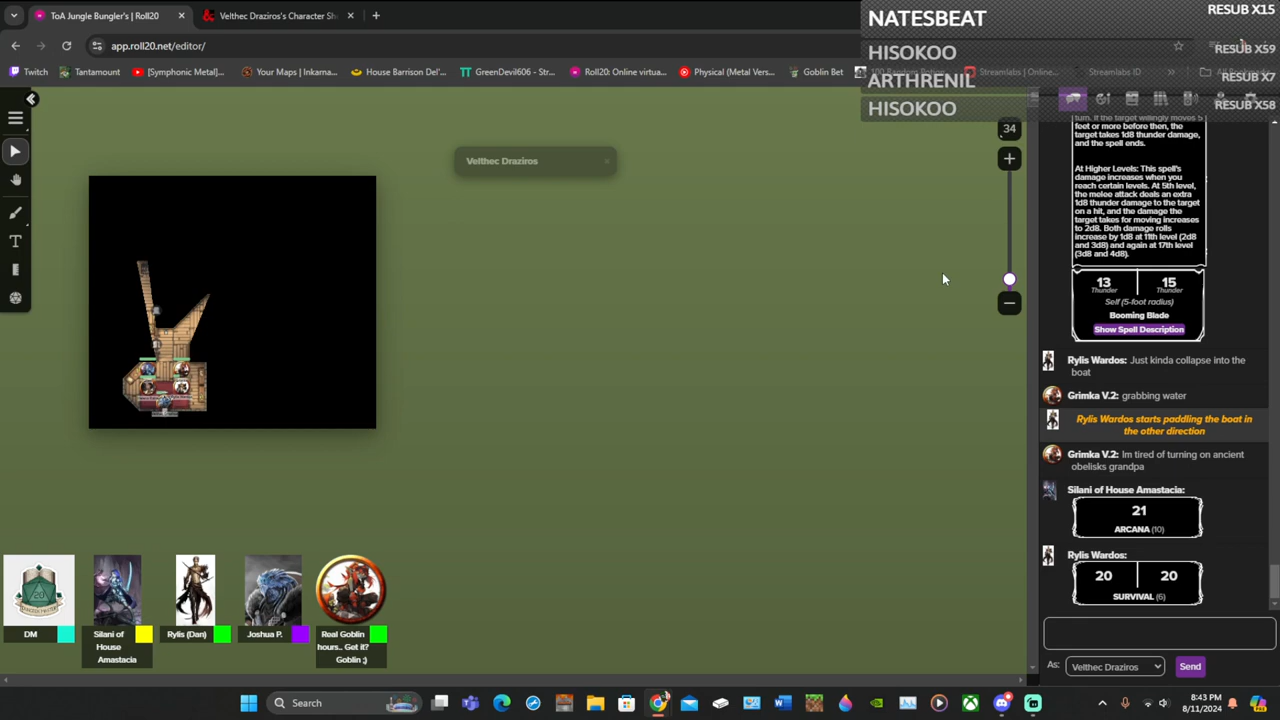 ToA Jungle Bungler's | Roll20
Velthec Draziros's Character Sh
app.roll20.net/editor/
Twitch
Tantamount
[Symphonic Metal]...
Your Maps | Inkarna...
House Barrison Del'...
GreenDevil606 - Str...
Roll20: Online virtua...
Physical (Metal Vers...
Goblin Bet
Streamlabs | Online...
Streamlabs ID
NATESBEAT
RESUB X15
HISOKOO
RESUB X59
ARTHRENIL
RESUB X7
HISOKOO
RESUB X58
34
Velthec Draziros
turn. If the target willingly moves 5
feet or more before then, the
target takes 1d8 thunder damage,
and the spell ends.
At Higher Levels: This spell's
damage increases when you
reach certain levels. At 5th level,
the melee attack deals an extra
1d8 thunder damage to the target
on a hit, and the damage the
target takes for moving increases
to 2d8. Both damage rolls
increase by 1d8 at 11th level (2d8
and 3d8) and again at 17th level
(3d8 and 4d8).
13 15
Thunder Thunder
Self (5-foot radius)
Booming Blade
Show Spell Description
Rylis Wardos: Just kinda collapse into the
boat
Grimka V.2: grabbing water
Rylis Wardos starts paddling the boat in
the other direction
Grimka V.2: Im tired of turning on ancient
obelisks grandpa
Silani of House Amastacia:
21
ARCANA (10)
Rylis Wardos:
20 20
SURVIVAL (6)
As: Velthec Draziros
Send
DM
Silani of
House
Amastacia
Rylis (Dan)
Joshua P.
Real Goblin
hours.. Get it?
Goblin ;)
Search
8:43 PM
8/11/2024